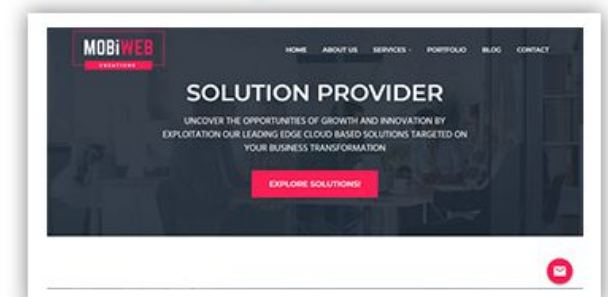 MOBiWEB
CREATIONS
HOME ABOUT US SERVICES PORTFOLIO BLOG CONTACT
SOLUTION PROVIDER
UNCOVER THE OPPORTUNITIES OF GROWTH AND INNOVATION BY
EXPLOITATION OUR LEADING EDGE CLOUD BASED SOLUTIONS TARGETED ON
YOUR BUSINESS TRANSFORMATION
EXPLORE SOLUTIONS!